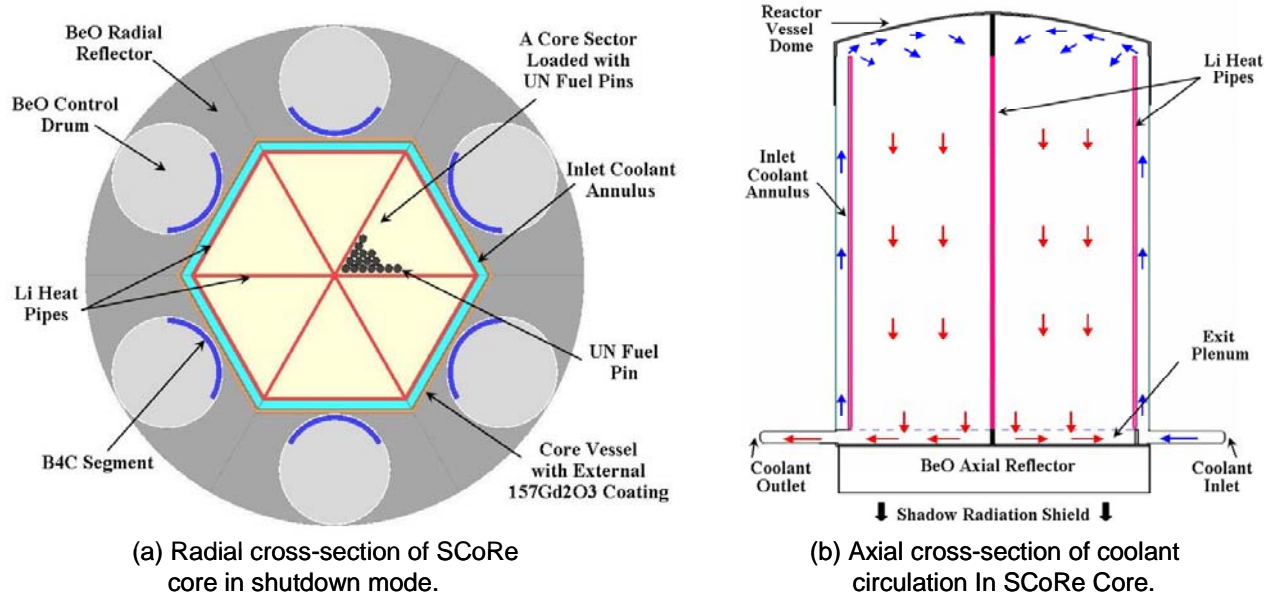 BeO Radial
Reflector
BeO Control
Drum
Li Heat
Pipes
B4C Segment
A Core Sector
Loaded with
UN Fuel Pins
Inlet Coolant
Annulus
UN Fuel
Pin
Core Vessel
with External
157Gd2O3 Coating
(a) Radial cross-section of SCoRe
core in shutdown mode.
Reactor
Vessel
Dome
Li Heat
Pipes
Inlet
Coolant
Annulus
Exit
Plenum
Coolant
Outlet
BeO Axial Reflector
Coolant
Inlet
Shadow Radiation Shield
(b) Axial cross-section of coolant
circulation In SCoRe Core.